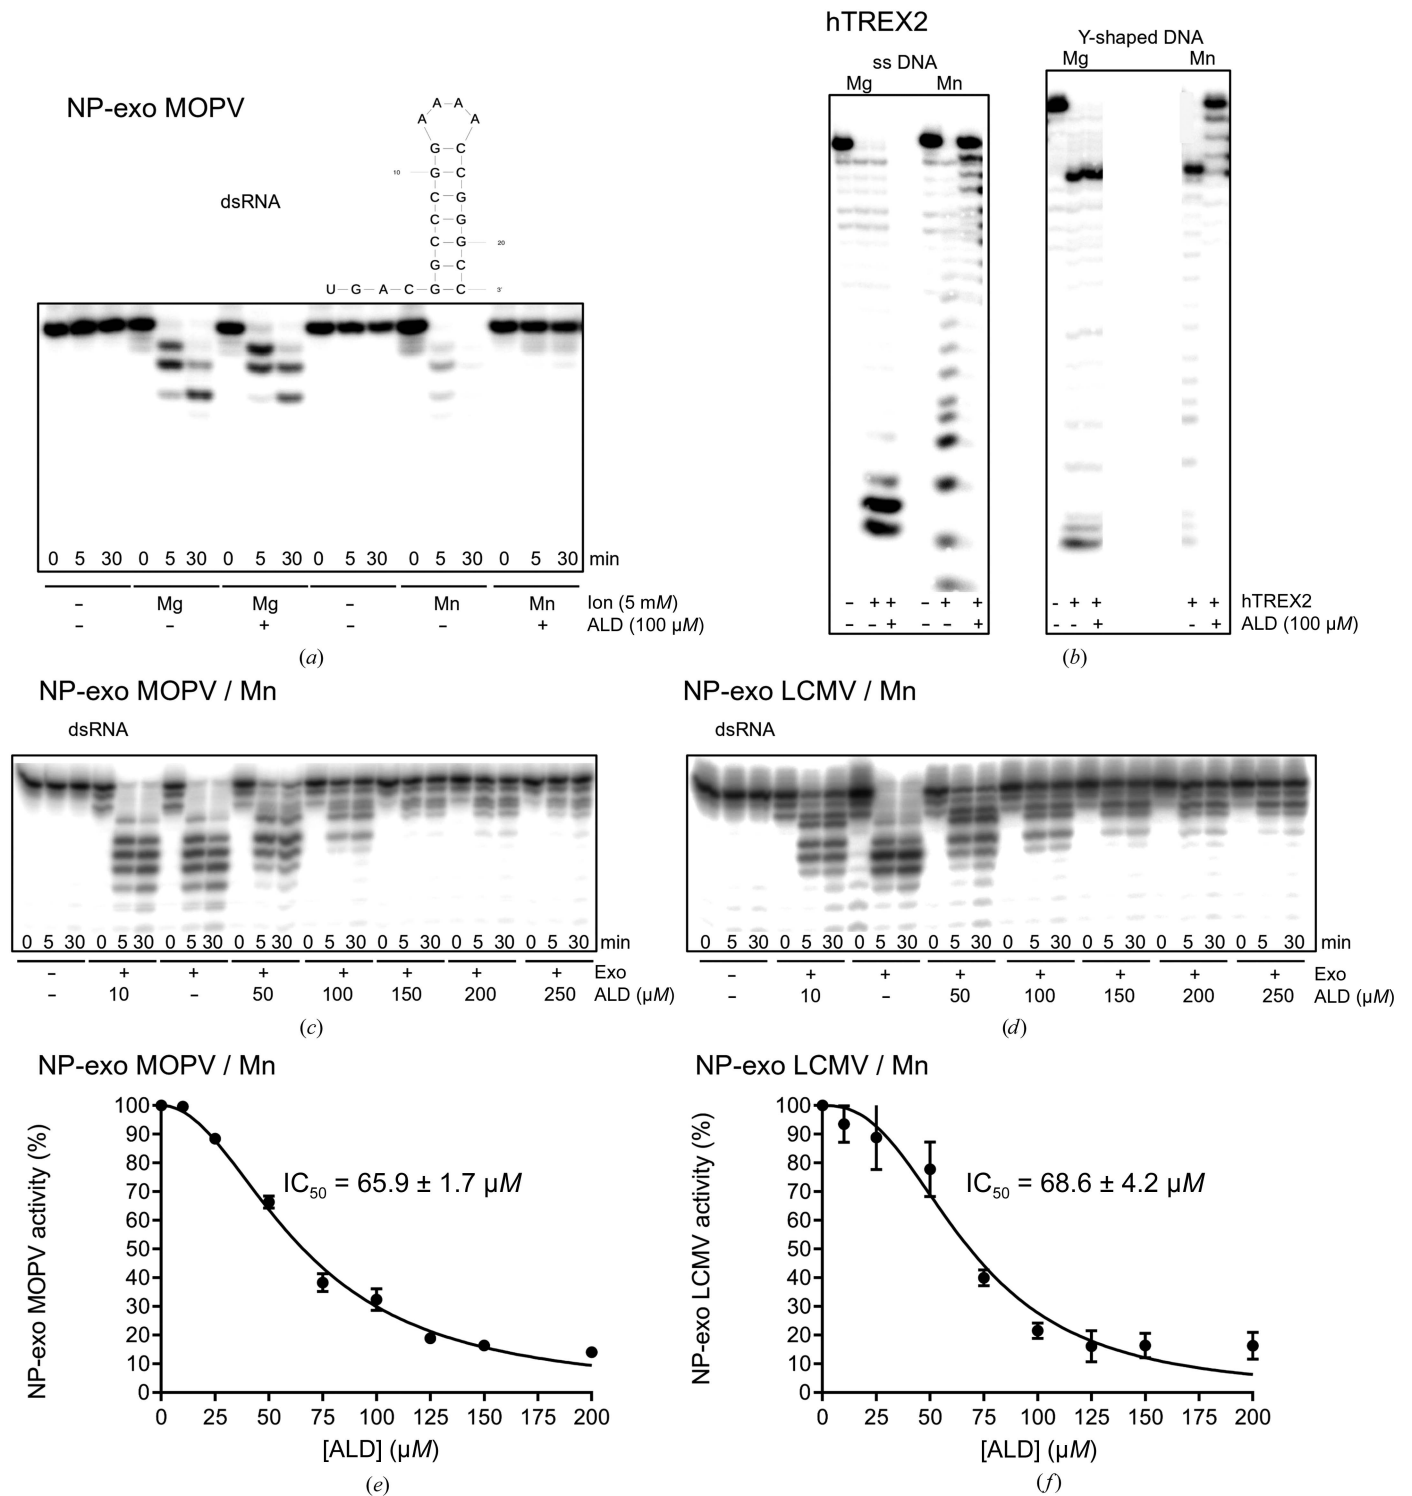 NP-exo MOPV
dsRNA
A A
A A
G C
10 G C
C G
C G
C G 20
G C
U G A C G C 3'
0 5 30 0 5 30 0 5 30 0 5 30 0 5 30 0 5 30 min
– Mg Mg – Mn Mn Ion (5 mM)
– – + – – + ALD (100 µM)
(a)
hTREX2
ss DNA
Mg Mn
Y-shaped DNA
Mg Mn
– + + – + + – + + + + hTREX2
– – + – – + – – + – + ALD (100 µM)
(b)
NP-exo MOPV / Mn
dsRNA
0 5 30 0 5 30 0 5 30 0 5 30 0 5 30 0 5 30 0 5 30 0 5 30 min
– + + + + + + + Exo
– 10 – 50 100 150 200 250 ALD (µM)
(c)
NP-exo LCMV / Mn
dsRNA
0 5 30 0 5 30 0 5 30 0 5 30 0 5 30 0 5 30 0 5 30 0 5 30 min
– + + + + + + + Exo
– 10 – 50 100 150 200 250 ALD (µM)
(d)
NP-exo MOPV / Mn
NP-exo MOPV activity (%)
100
90
80
70
60
50
40
30
20
10
0
IC50 = 65.9 ± 1.7 µM
0 25 50 75 100 125 150 175 200
[ALD] (µM)
(e)
NP-exo LCMV / Mn
NP-exo LCMV activity (%)
100
90
80
70
60
50
40
30
20
10
0
IC50 = 68.6 ± 4.2 µM
0 25 50 75 100 125 150 175 200
[ALD] (µM)
(f)